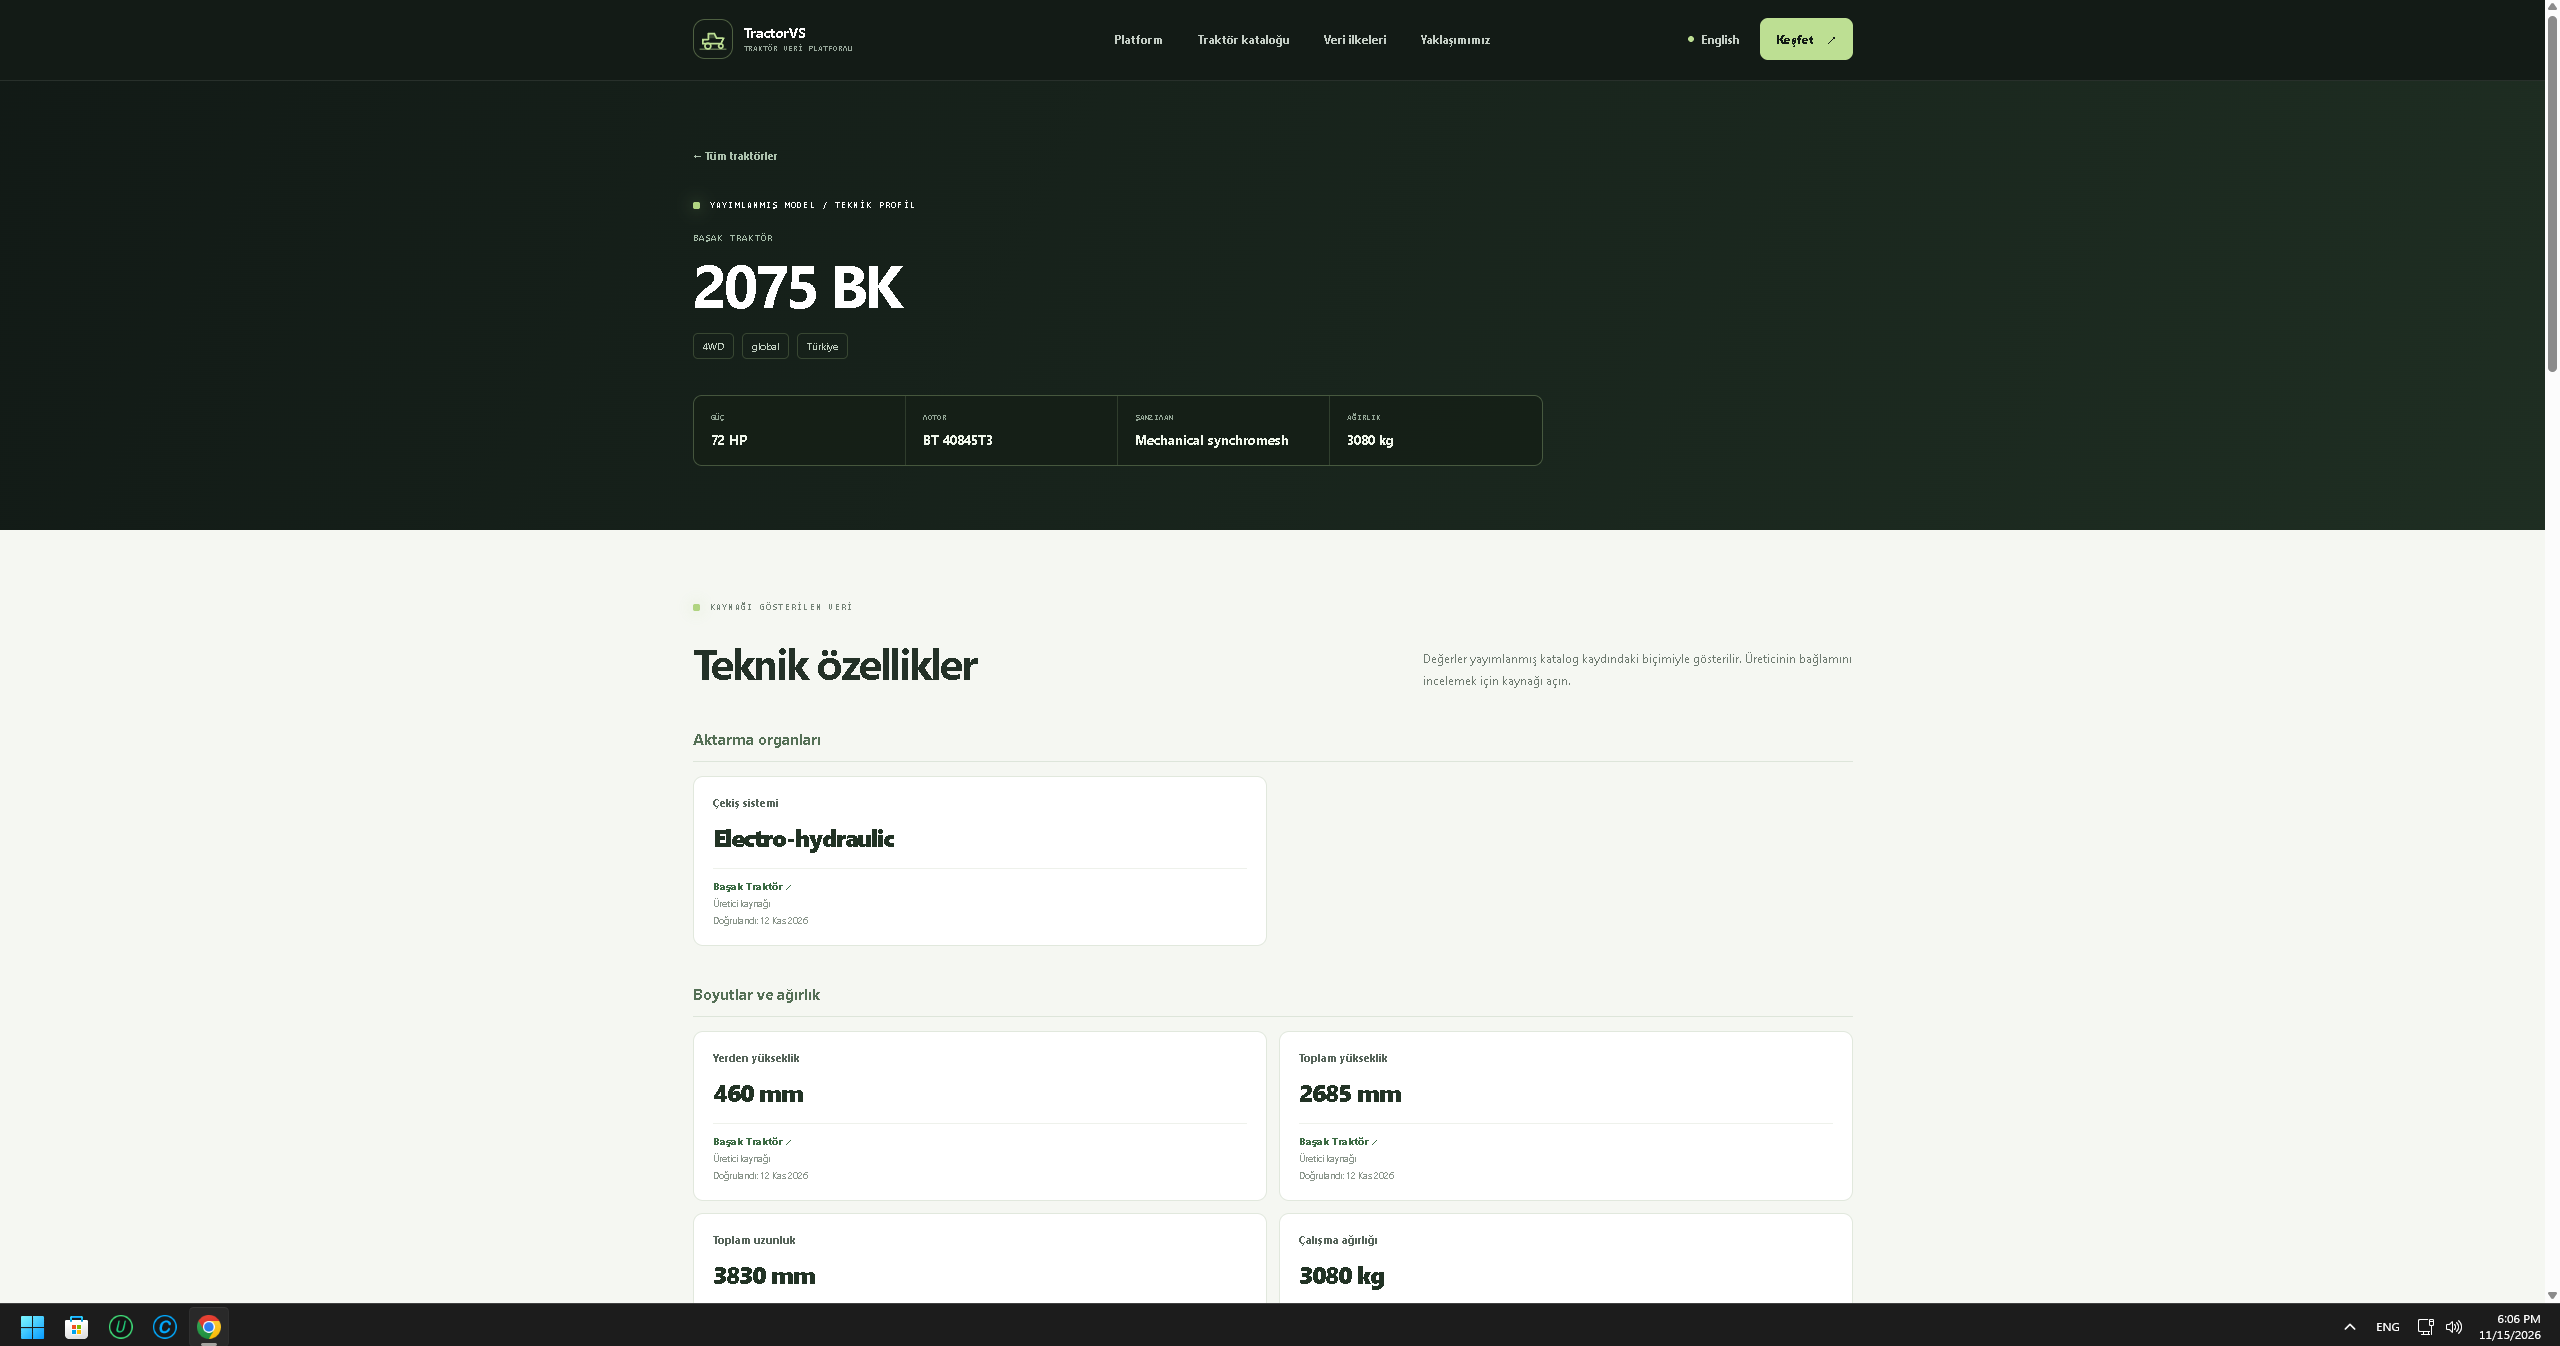 TractorVS
TRAKTÖR VERİ PLATFORMU
Platform
Traktör kataloğu
Veri ilkeleri
Yaklaşımımız
English
Keşfet ↗
← Tüm traktörler
YAYIMLANMIŞ MODEL / TEKNİK PROFİL
BAŞAK TRAKTÖR
2075 BK
4WD
global
Türkiye
GÜÇ
72 HP
MOTOR
BT 40845T3
ŞANZIMAN
Mechanical synchromesh
AĞIRLIK
3080 kg
KAYNAĞI GÖSTERİLEN VERİ
Teknik özellikler
Değerler yayımlanmış katalog kaydındaki biçimiyle gösterilir. Üreticinin bağlamını
incelemek için kaynağı açın.
Aktarma organları
Çekiş sistemi
Electro-hydraulic
Başak Traktör ↗
Üretici kaynağı
Doğrulandı: 12 Kas 2026
Boyutlar ve ağırlık
Yerden yükseklik
460 mm
Başak Traktör ↗
Üretici kaynağı
Doğrulandı: 12 Kas 2026
Toplam yükseklik
2685 mm
Başak Traktör ↗
Üretici kaynağı
Doğrulandı: 12 Kas 2026
Toplam uzunluk
3830 mm
Çalışma ağırlığı
3080 kg
ENG
6:06 PM
11/15/2026